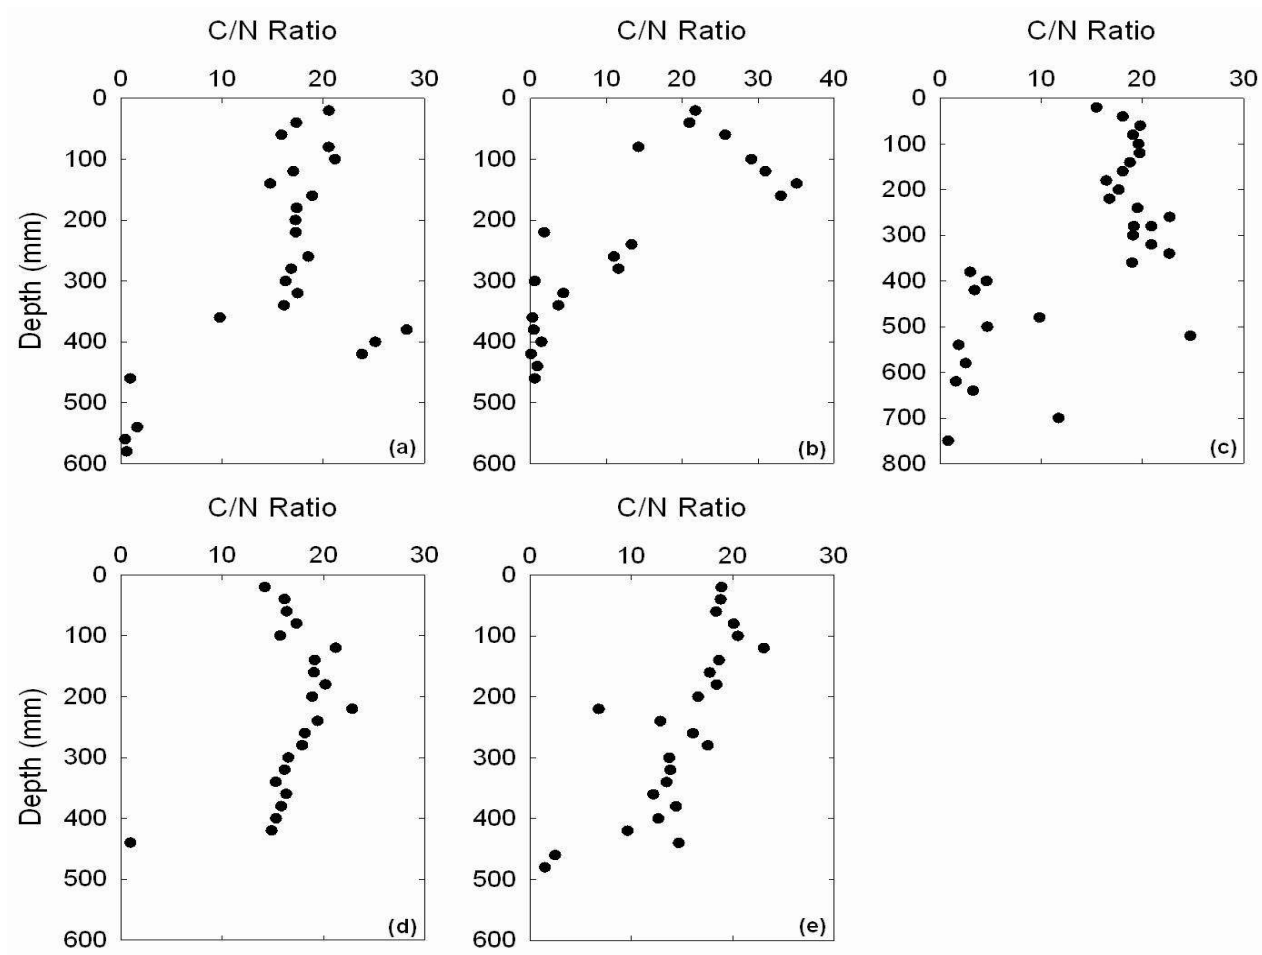 C/N Ratio C/N Ratio C/N Ratio
0 10 20 30 0 10 20 30 40 0 10 20 30
0 0 0
100
100 100
200
200 200
300
Depth (mm)
300 300 400
500
400 400
600
500 500
700
(a) (b) (c)
600 600 800
C/N Ratio C/N Ratio
0 10 20 30 0 10 20 30
0 0
100 100
200 200
Depth (mm)
300 300
400 400
500 500
(d) (e)
600 600